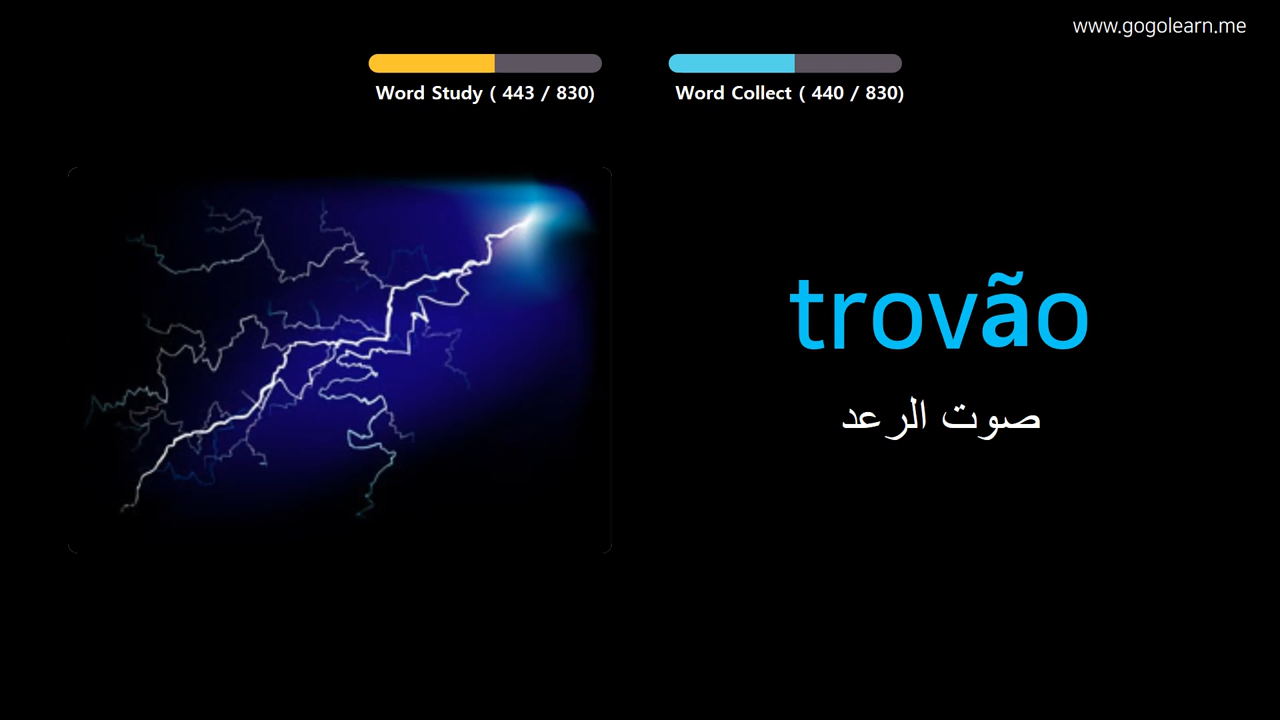 www.gogolearn.me
Word Study ( 443 / 830)
Word Collect ( 440 / 830)
trovão
صوت الرعد